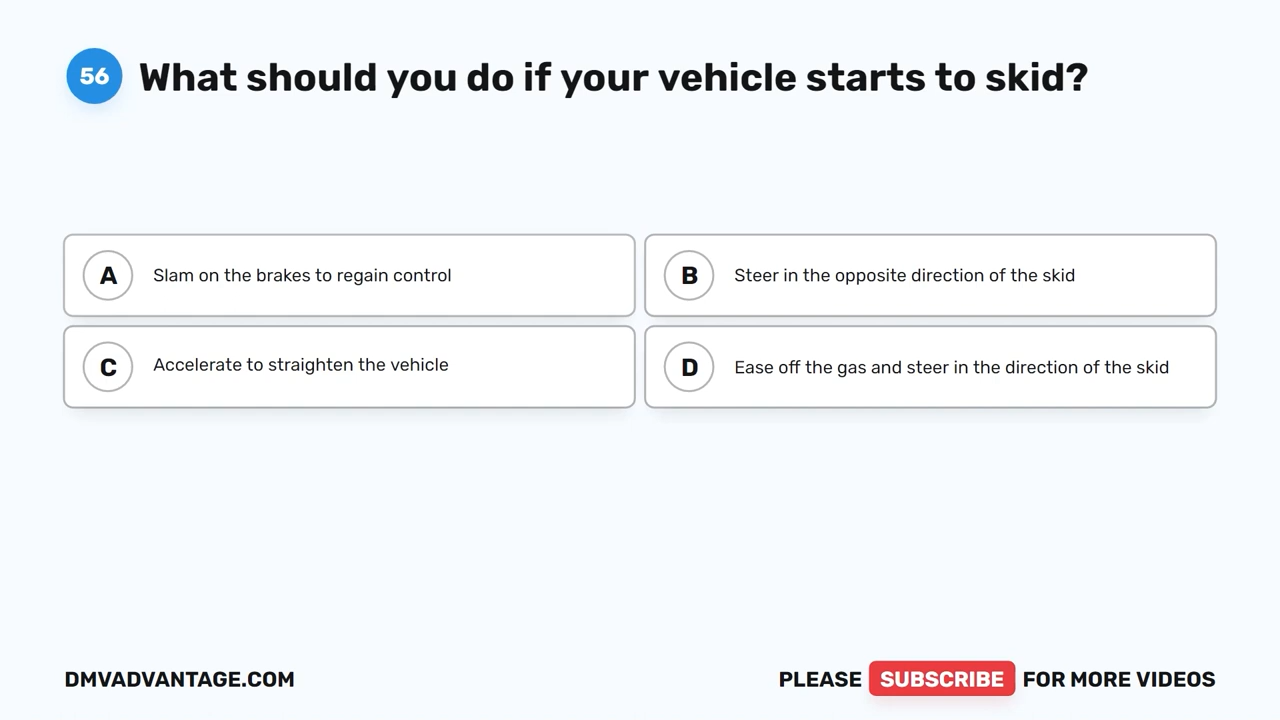 56 What should you do if your vehicle starts to skid?
A Slam on the brakes to regain control
B Steer in the opposite direction of the skid
C Accelerate to straighten the vehicle
D Ease off the gas and steer in the direction of the skid
DMVADVANTAGE.COM
PLEASE SUBSCRIBE FOR MORE VIDEOS